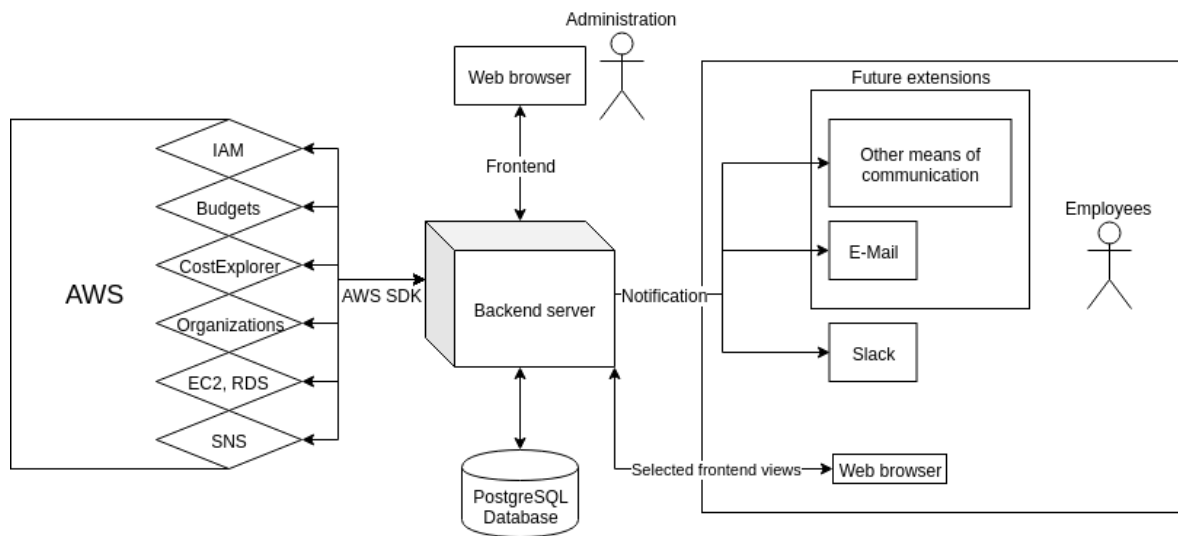 Administration
Web browser
Frontend
AWS
IAM
Budgets
CostExplorer
Organizations
EC2, RDS
SNS
AWS SDK
Backend server
PostgreSQL
Database
Notification
Selected frontend views
Future extensions
Other means of
communication
E-Mail
Slack
Web browser
Employees